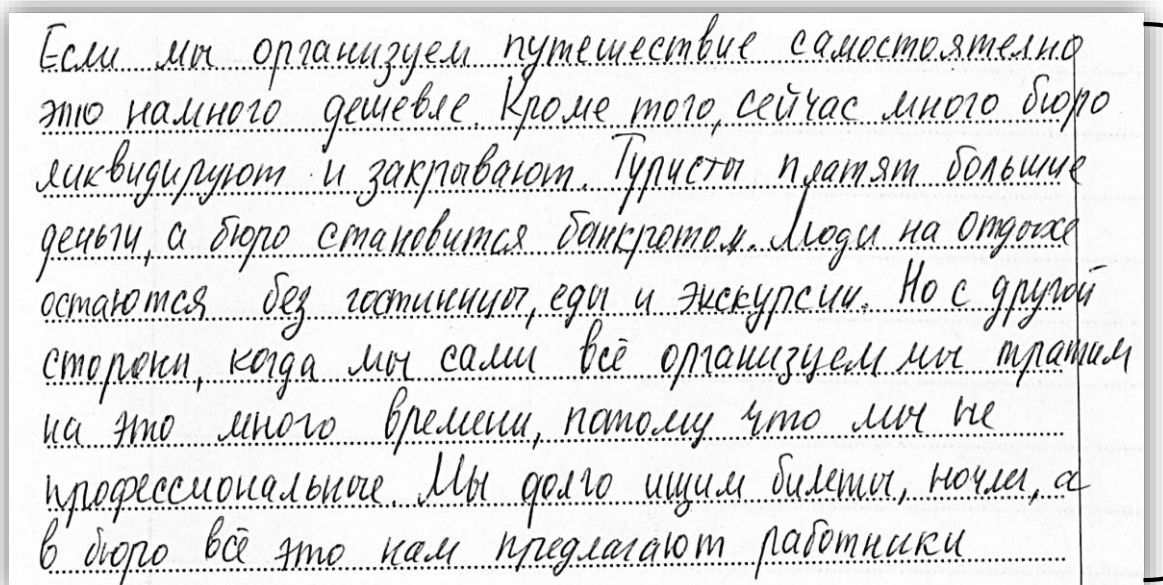 Если мы организуем путешествие самостоятелно
это намного дешевле. Кроме того, сейчас много бюро
ликвидируют и закрывают. Туристы платят большие
деньги, а бюро становится банкротом. Люди на отдыхе
остаются без гостиницы, еды и экскурсии. Но с другой
стороны, когда мы сами всё организуем мы тратим
на это много времени, потому что мы не
профессиональные. Мы долго ищим билеты, ночлег, а
в бюро всё это нам предлагают работники